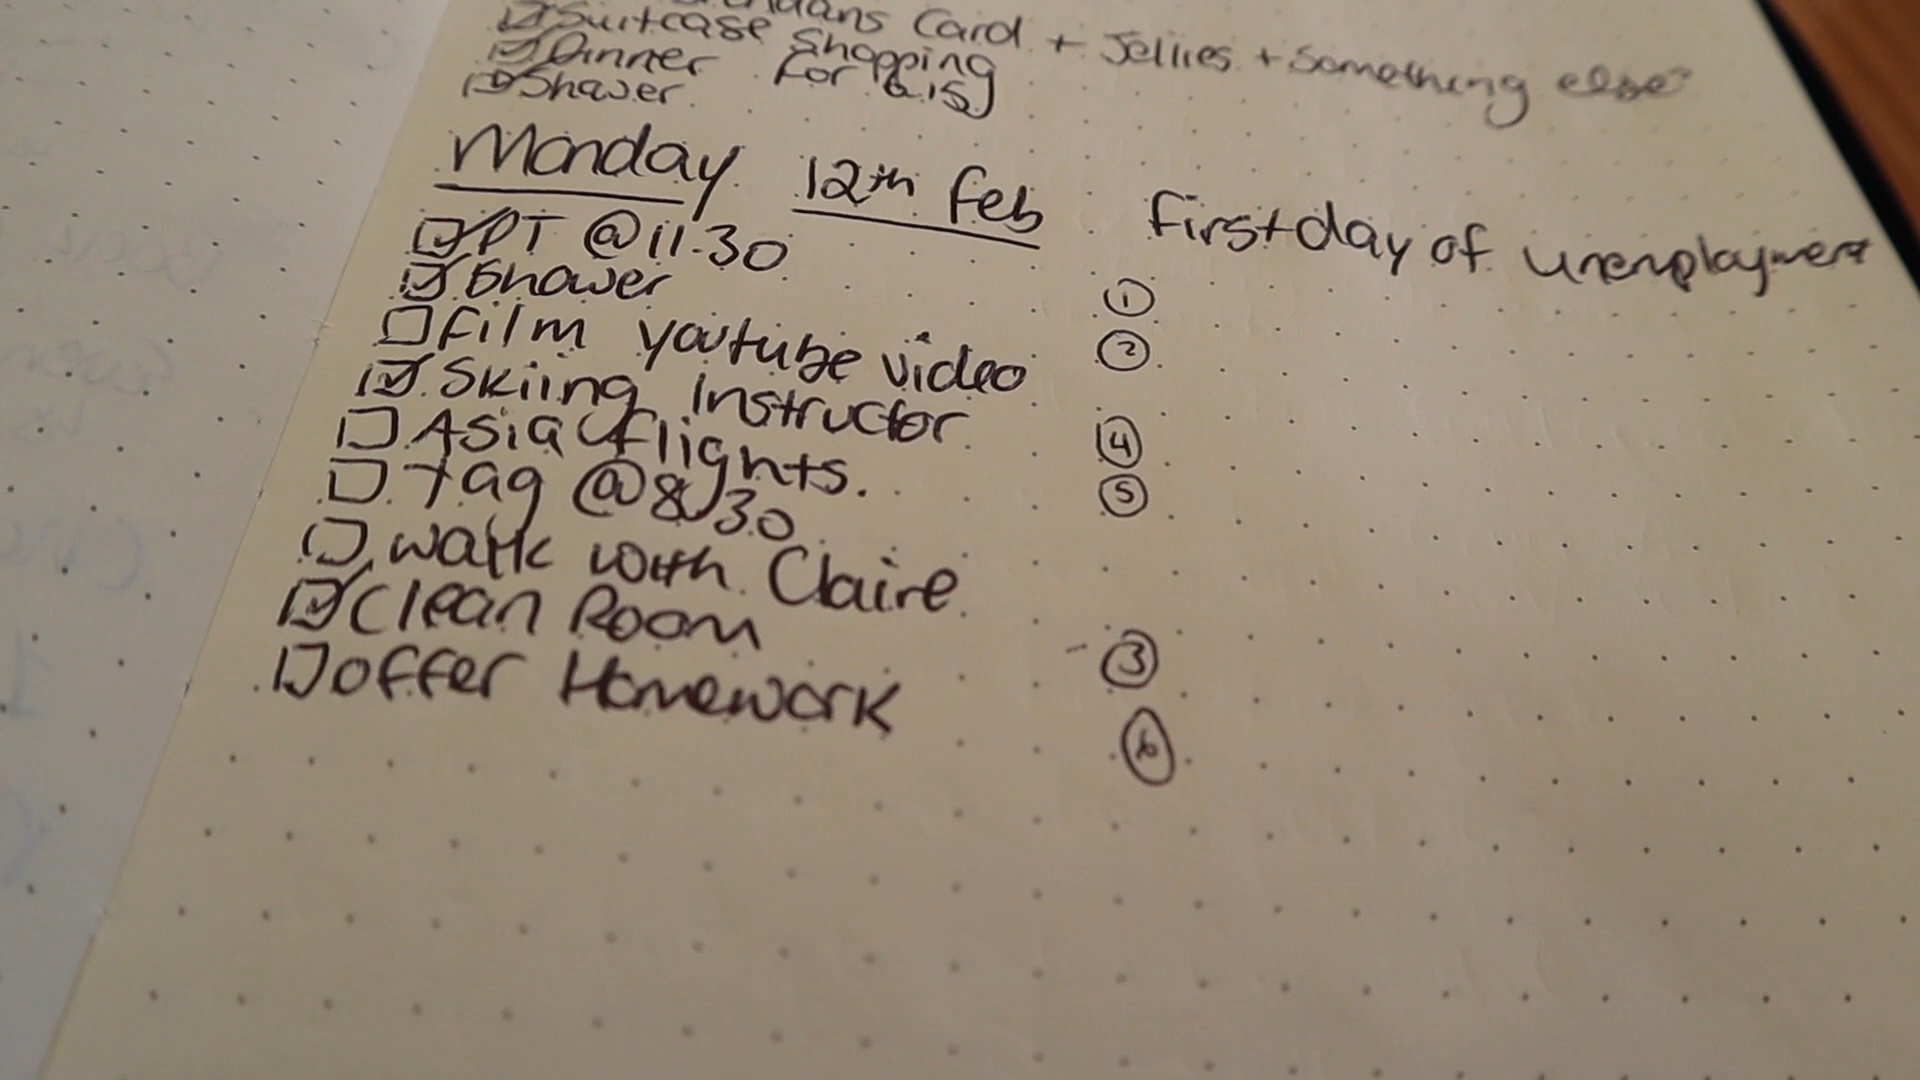 Card + Jellies + Something else?
Suitcase Shopping
Dinner for
Shower
Monday 12th Feb First day of unenployment
PT @ 11.30
Shower ①
Film youtube video ②
Skiing instructor
Asia flights. ④
Tag @ 8.30 ⑤
walk with Claire
Clean Room ③
offer Homework ⑥